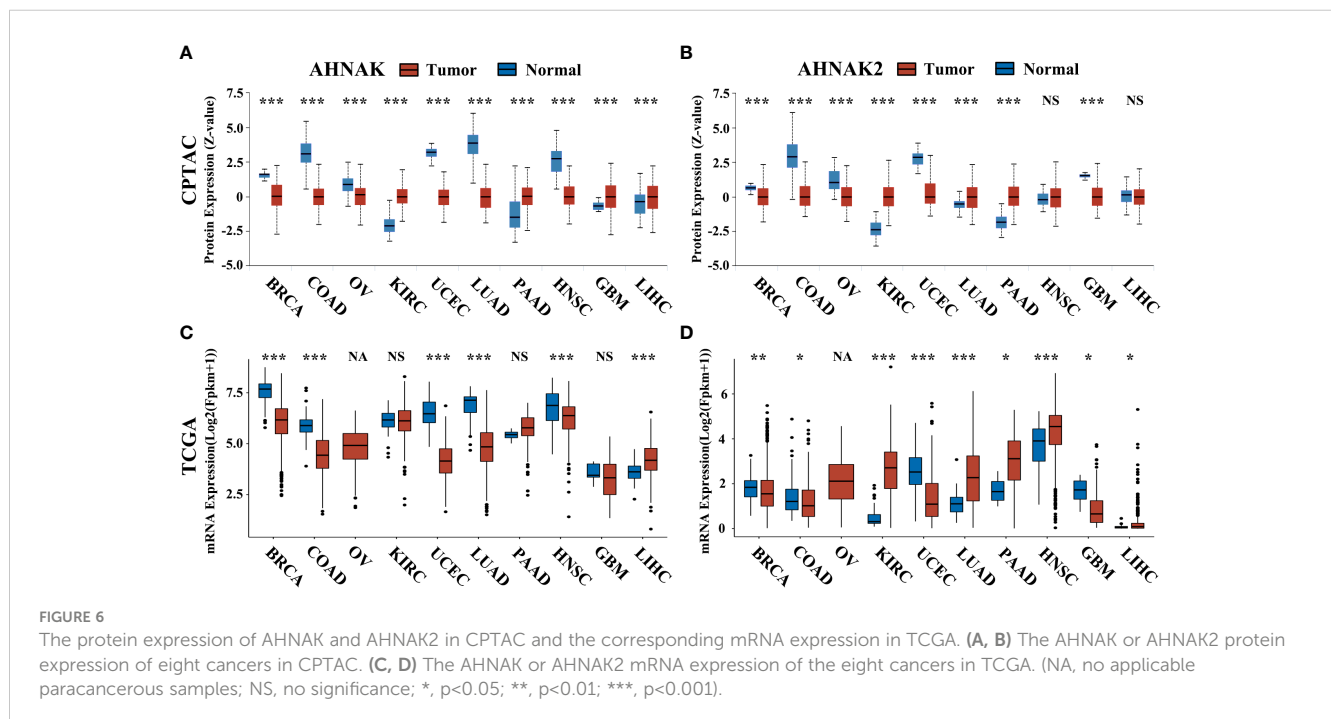 A
AHNAK Tumor Normal
*** *** *** *** *** *** *** *** *** ***
CPTAC
Protein Expression (Z-value)
7.5
5.0
2.5
0
-2.5
-5.0
BRCA COAD OV KIRC UCEC LUAD PAAD HNSC GBM LIHC
B
AHNAK2 Tumor Normal
*** *** *** *** *** *** *** NS *** NS
Protein Expression (Z-value)
7.5
5.0
2.5
0
-2.5
-5.0
BRCA COAD OV KIRC UCEC LUAD PAAD HNSC GBM LIHC
C
*** *** NA NS *** *** NS *** NS ***
TCGA
mRNA Expression(Log2(Fpkm+1))
7.5
5.0
2.5
BRCA COAD OV KIRC UCEC LUAD PAAD HNSC GBM LIHC
D
** * NA *** *** *** * *** * *
mRNA Expression(Log2(Fpkm+1))
6
4
2
0
BRCA COAD OV KIRC UCEC LUAD PAAD HNSC GBM LIHC
FIGURE 6
The protein expression of AHNAK and AHNAK2 in CPTAC and the corresponding mRNA expression in TCGA. (A, B) The AHNAK or AHNAK2 protein
expression of eight cancers in CPTAC. (C, D) The AHNAK or AHNAK2 mRNA expression of the eight cancers in TCGA. (NA, no applicable
paracancerous samples; NS, no significance; *, p<0.05; **, p<0.01; ***, p<0.001).